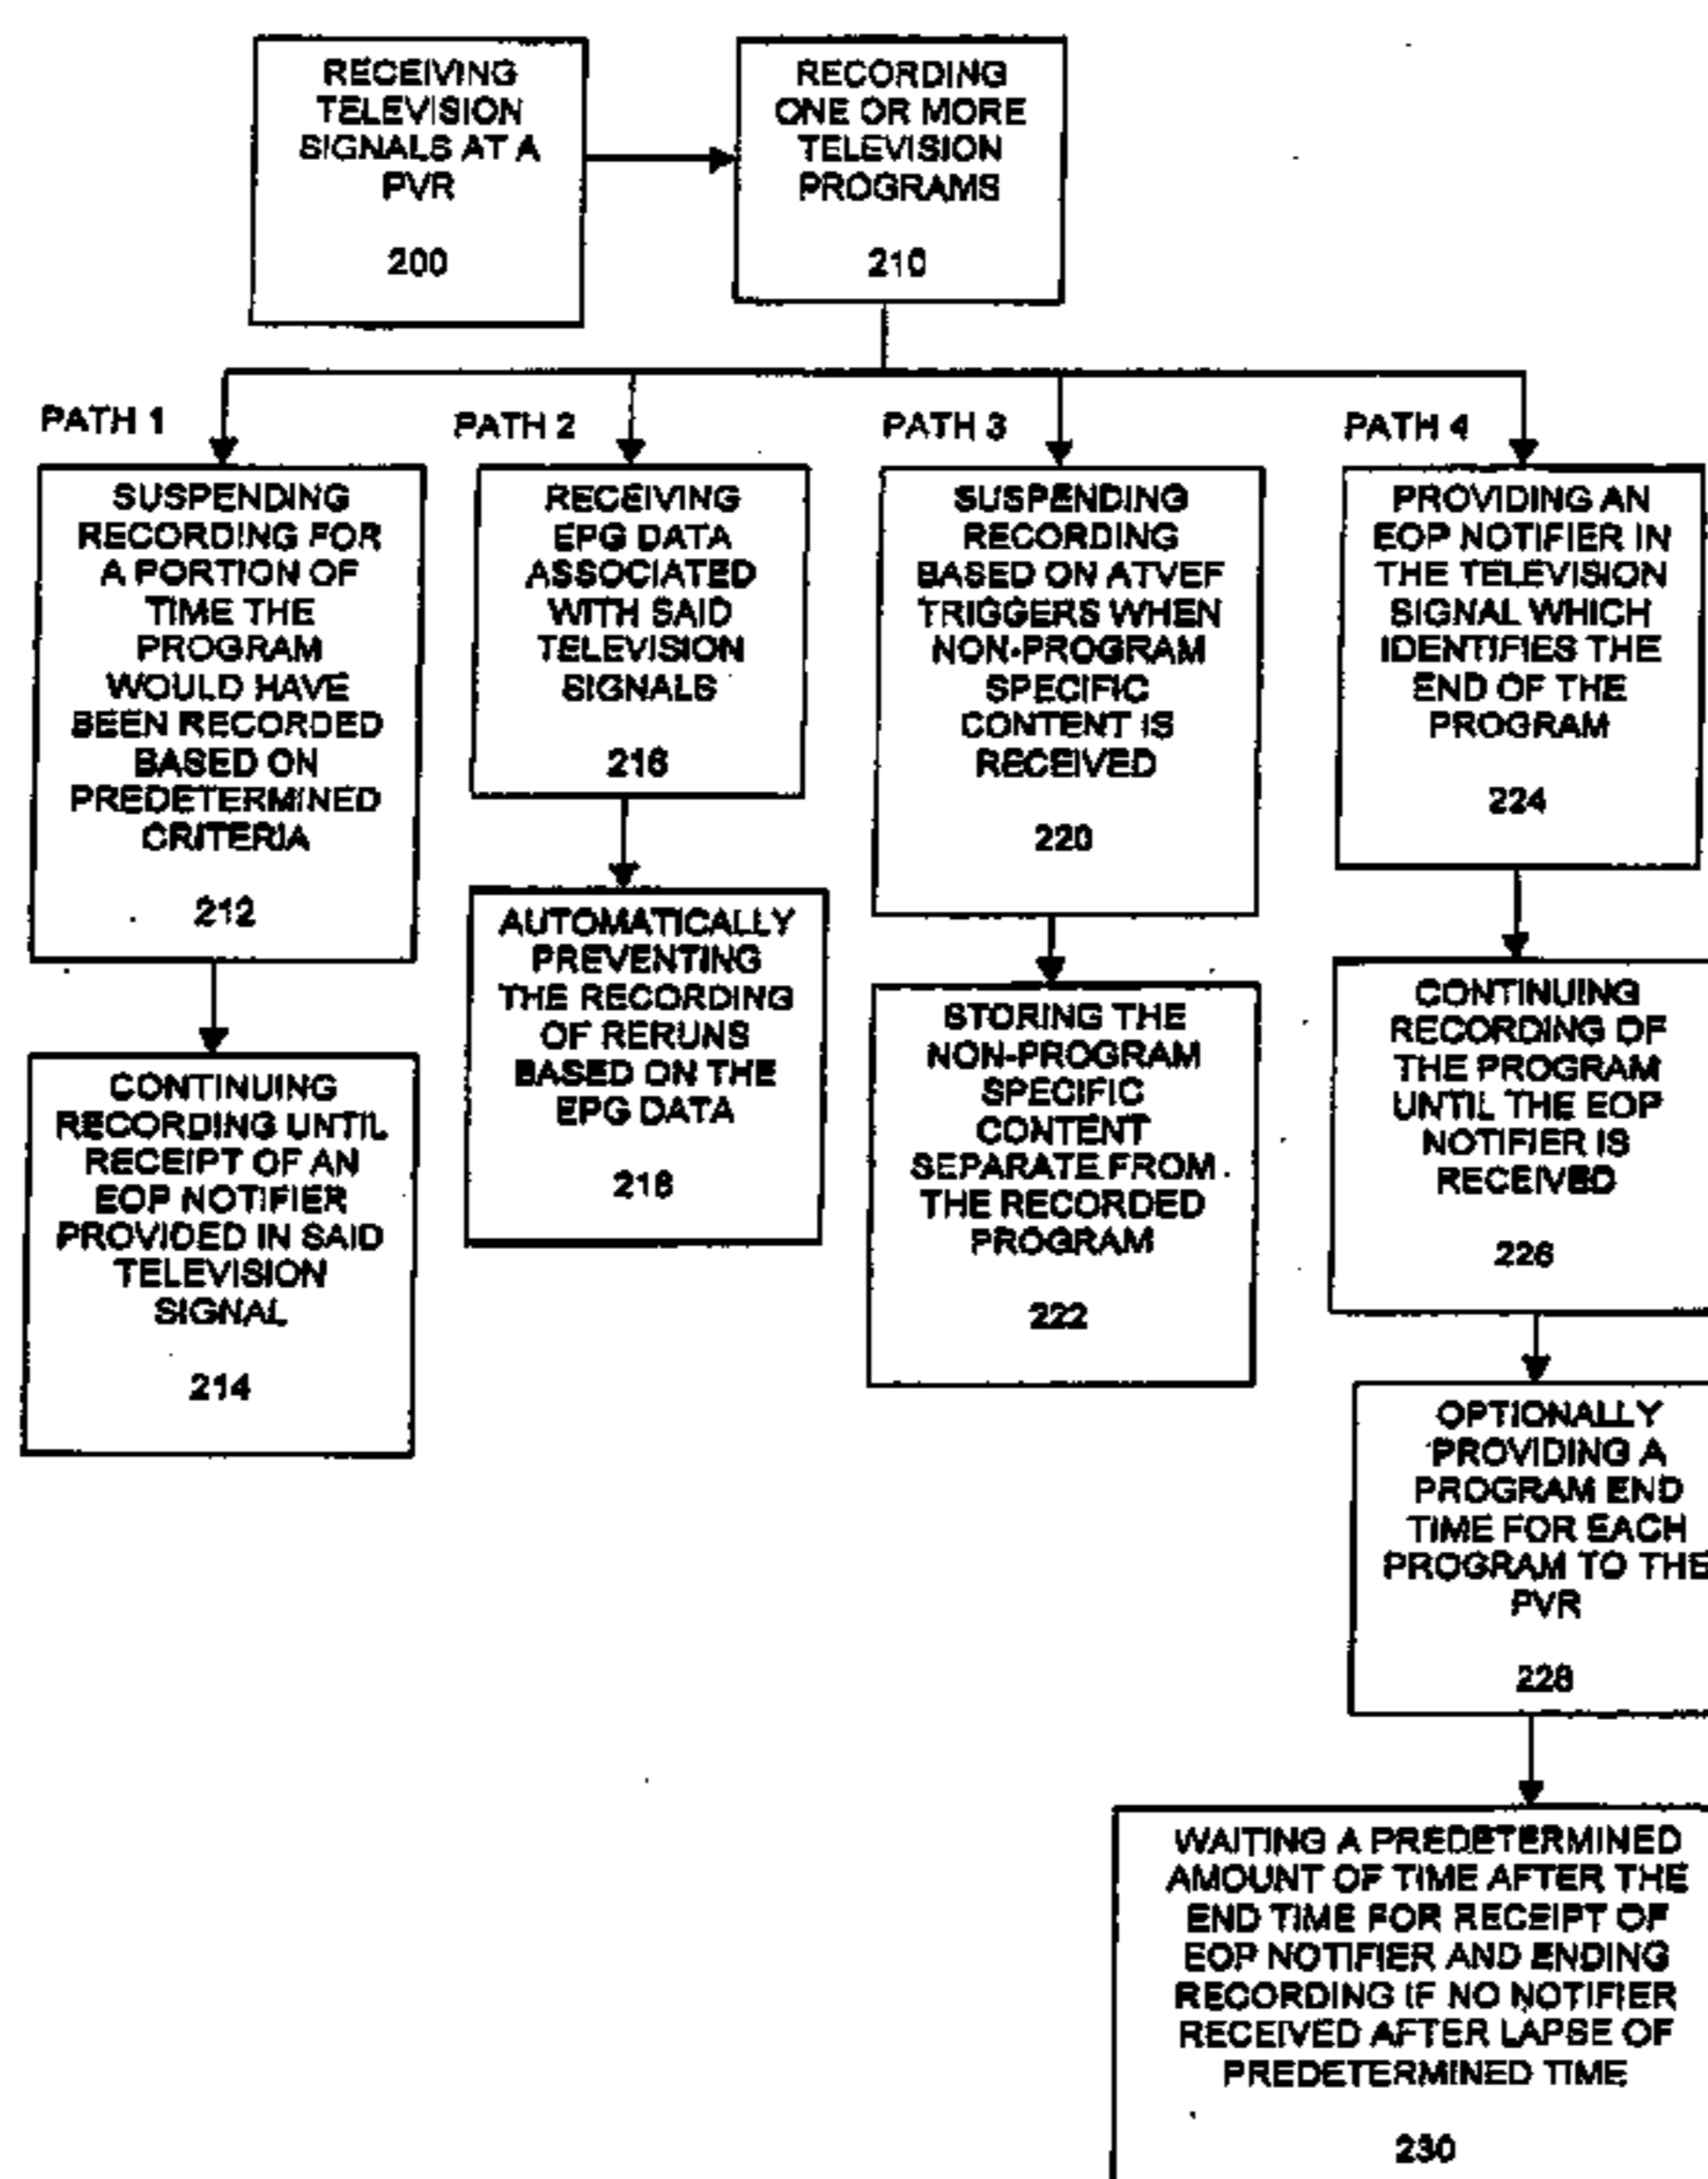 RECEIVING
TELEVISION
SIGNALS AT A
PVR
200
RECORDING
ONE OR MORE
TELEVISION
PROGRAMS
210
PATH 1
SUSPENDING
RECORDING FOR
A PORTION OF
TIME THE
PROGRAM
WOULD HAVE
BEEN RECORDED
BASED ON
PREDETERMINED
CRITERIA
212
CONTINUING
RECORDING UNTIL
RECEIPT OF AN
EOP NOTIFIER
PROVIDED IN SAID
TELEVISION
SIGNAL
214
PATH 2
RECEIVING
EPG DATA
ASSOCIATED
WITH SAID
TELEVISION
SIGNALS
216
AUTOMATICALLY
PREVENTING
THE RECORDING
OF RERUNS
BASED ON THE
EPG DATA
218
PATH 3
SUSPENDING
RECORDING
BASED ON ATVEF
TRIGGERS WHEN
NON-PROGRAM
SPECIFIC
CONTENT IS
RECEIVED
220
STORING THE
NON-PROGRAM
SPECIFIC
CONTENT
SEPARATE FROM
THE RECORDED
PROGRAM
222
PATH 4
PROVIDING AN
EOP NOTIFIER IN
THE TELEVISION
SIGNAL WHICH
IDENTIFIES THE
END OF THE
PROGRAM
224
CONTINUING
RECORDING OF
THE PROGRAM
UNTIL THE EOP
NOTIFIER IS
RECEIVED
226
OPTIONALLY
PROVIDING A
PROGRAM END
TIME FOR EACH
PROGRAM TO THE
PVR
228
WAITING A PREDETERMINED
AMOUNT OF TIME AFTER THE
END TIME FOR RECEIPT OF
EOP NOTIFIER AND ENDING
RECORDING IF NO NOTIFIER
RECEIVED AFTER LAPSE OF
PREDETERMINED TIME
230